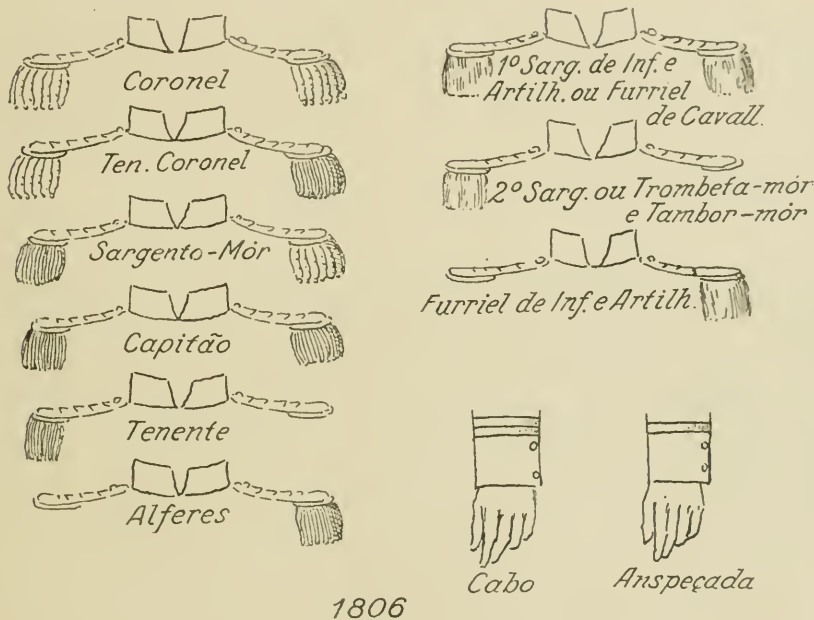 Coronel
Ten. Coronel
Sargento-Mór
Capitão
Tenente
Alferes
1º Sarg. de Inf. e
Artilh. ou Furriel
de Cavall.
2º Sarg. ou Trombeta-mór
e Tambor-mór
Furriel de Inf. e Artilh.
Cabo
Anspeçada
1806